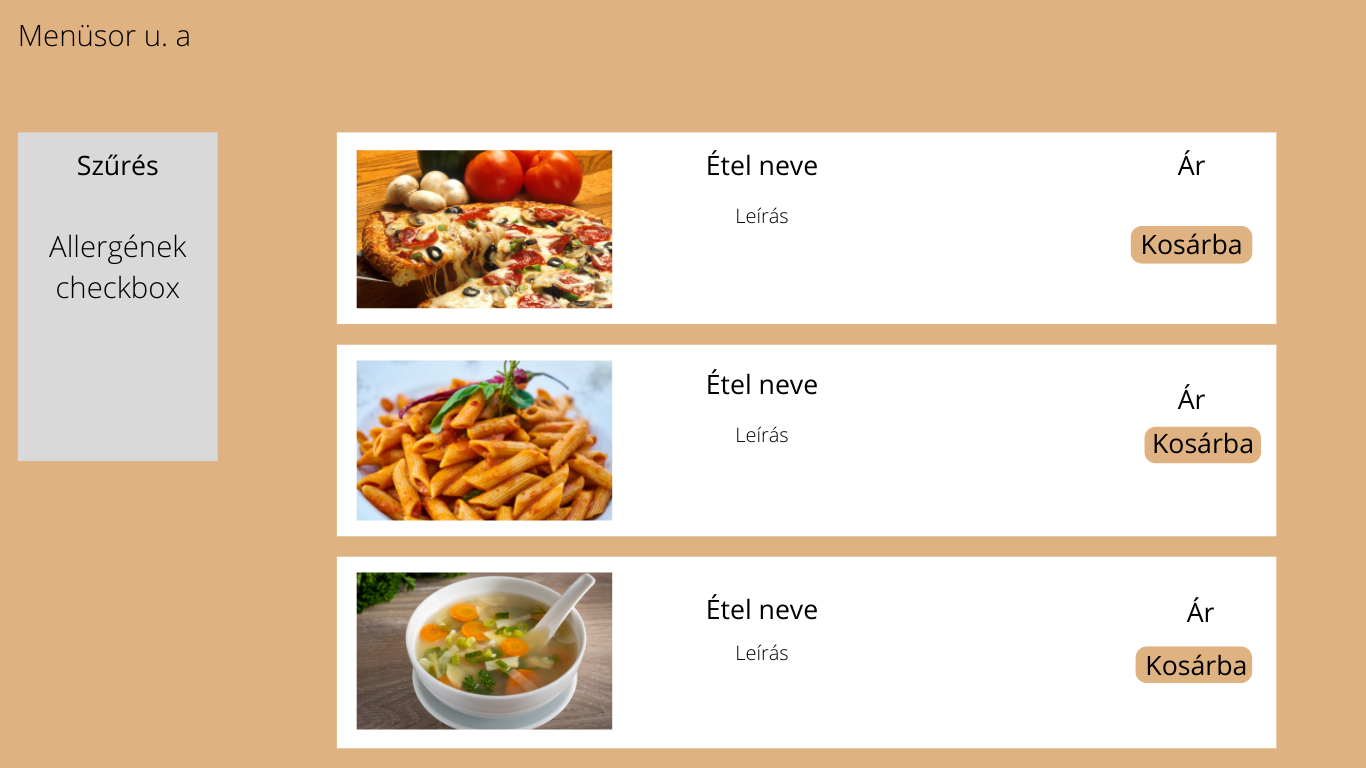 Menüsor u. a
Szűrés
Allergének
checkbox
Étel neve
Leírás
Ár
Kosárba
Étel neve
Leírás
Ár
Kosárba
Étel neve
Leírás
Ár
Kosárba